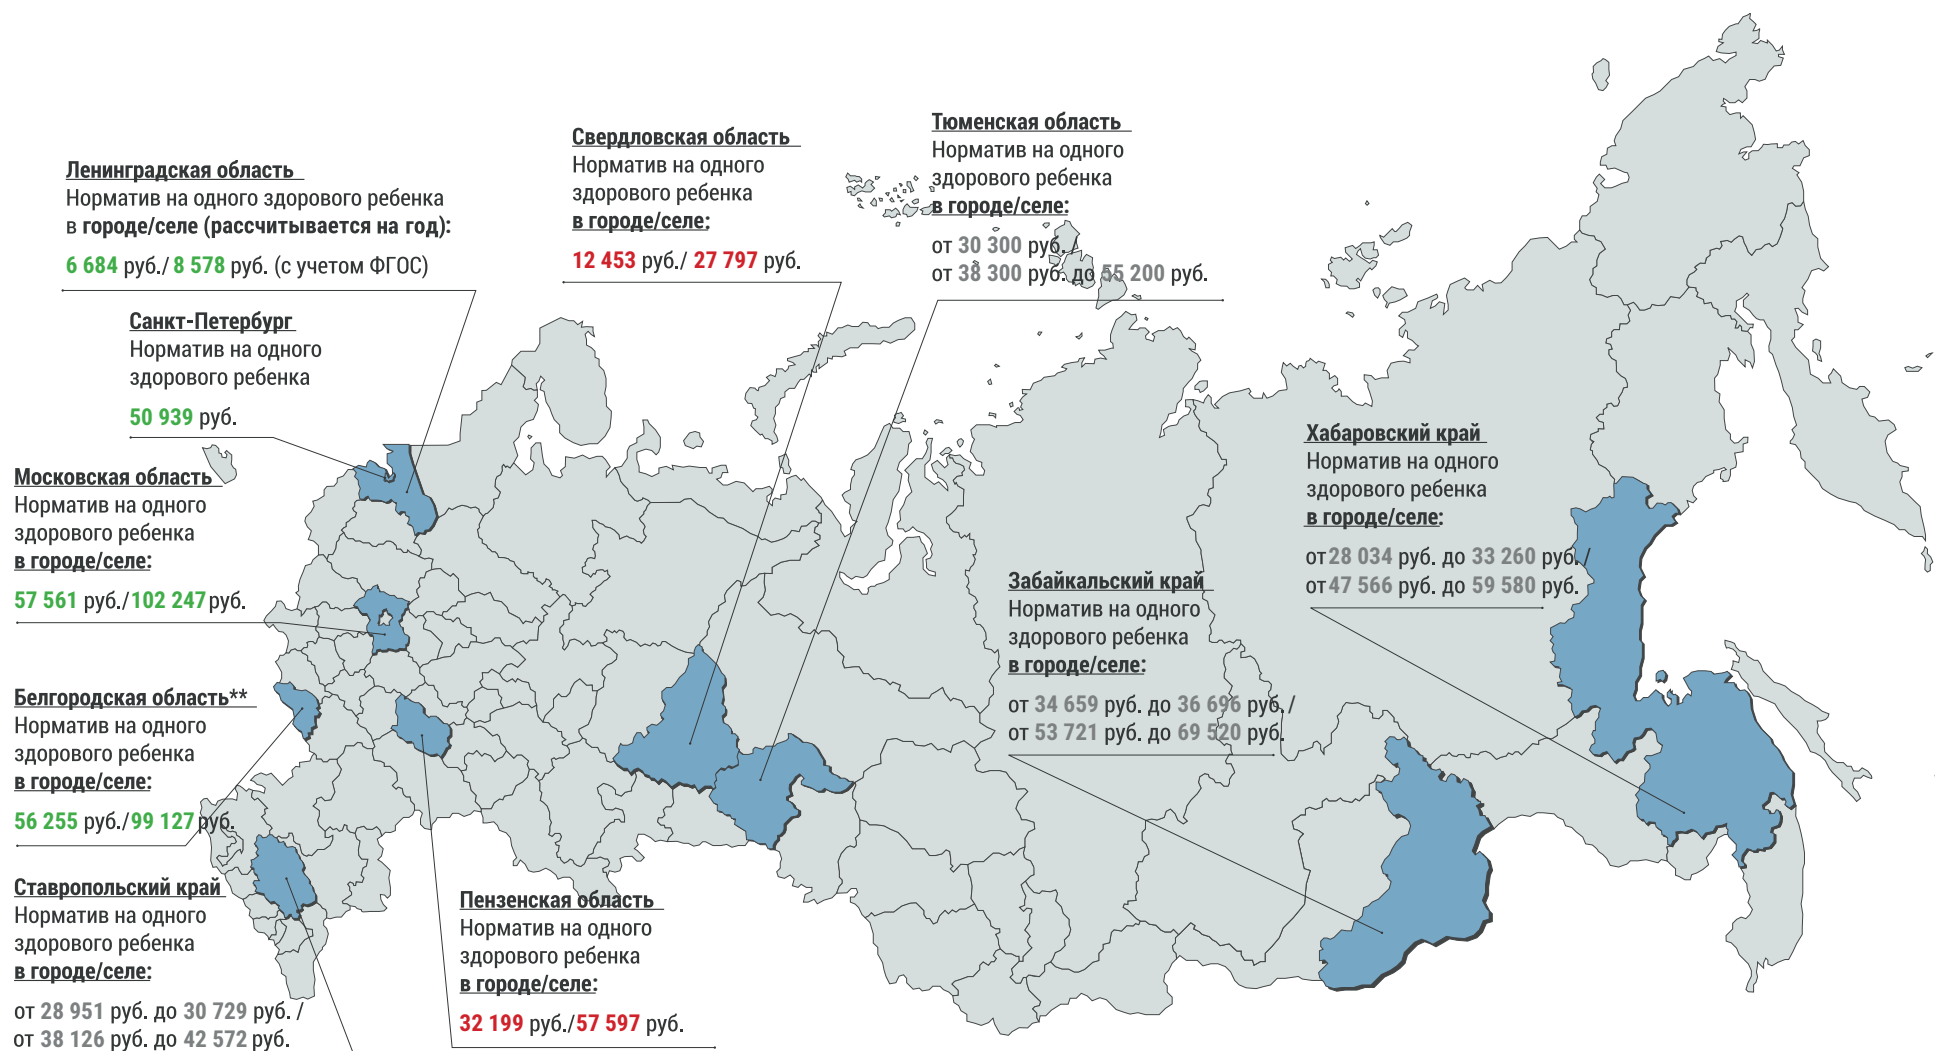 Ленинградская область
Норматив на одного здорового ребенка
в городе/селе (рассчитывается на год):
6 684 руб./ 8 578 руб. (с учетом ФГОС)
Санкт-Петербург
Норматив на одного
здорового ребенка
50 939 руб.
Московская область
Норматив на одного
здорового ребенка
в городе/селе:
57 561 руб./102 247 руб.
Белгородская область**
Норматив на одного
здорового ребенка
в городе/селе:
56 255 руб./99 127 руб.
Ставропольский край
Норматив на одного
здорового ребенка
в городе/селе:
от 28 951 руб. до 30 729 руб. /
от 38 126 руб. до 42 572 руб.
Свердловская область
Норматив на одного
здорового ребенка
в городе/селе:
12 453 руб./ 27 797 руб.
Пензенская область
Норматив на одного
здорового ребенка
в городе/селе:
32 199 руб./57 597 руб.
Тюменская область
Норматив на одного
здорового ребенка
в городе/селе:
от 30 300 руб. /
от 38 300 руб. до 55 200 руб.
Забайкальский край
Норматив на одного
здорового ребенка
в городе/селе:
от 34 659 руб. до 36 696 руб. /
от 53 721 руб. до 69 520 руб.
Хабаровский край
Норматив на одного
здорового ребенка
в городе/селе:
от 28 034 руб. до 33 260 руб. /
от 47 566 руб. до 59 580 руб.